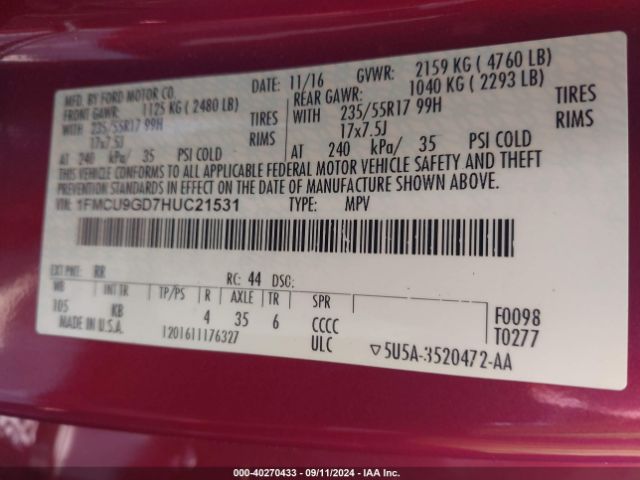 MFD. BY FORD MOTOR CO.
DATE: 11/16 GVWR: 2159 KG ( 4760 LB)
FRONT GAWR: 1125 KG ( 2480 LB) REAR GAWR: 1040 KG ( 2293 LB)
WITH 235/55R17 99H TIRES WITH 235/55R17 99H TIRES
17x7.5J RIMS 17x7.5J RIMS
AT 240 kPa/ 35 PSI COLD AT 240 kPa/ 35 PSI COLD
THIS VEHICLE CONFORMS TO ALL APPLICABLE FEDERAL MOTOR VEHICLE SAFETY AND THEFT
PREVENTION STANDARDS IN EFFECT ON THE DATE OF MANUFACTURE SHOWN ABOVE.
VIN: 1FMCU9GD7HUC21531 TYPE: MPV
EXT PNT: RR RC: 44 DSO:
WB INT TR TP/PS R AXLE TR SPR
105 KB 4 35 6 CCCC F0098
MADE IN U.S.A. 1201611176327 ULC T0277
▽5U5A-3520472-AA
000-40270433 - 09/11/2024 - IAA Inc.